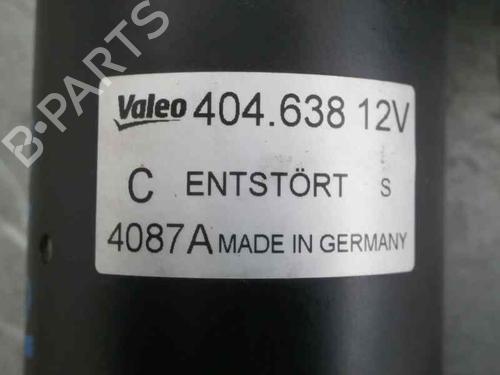 Valeo 404.638 12V
C ENTSTÖRT S
4087A MADE IN GERMANY
B-PARTS